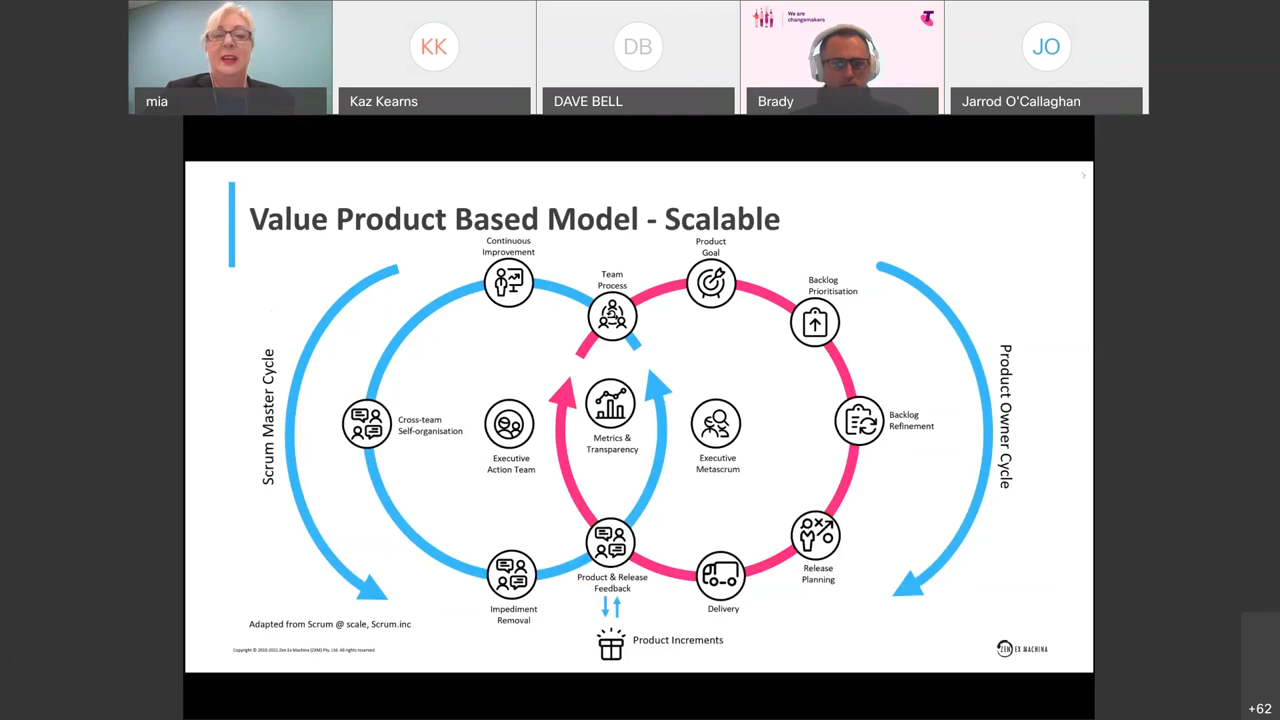 We are
changemakers
KK
DB
JO
mia
Kaz Kearns
DAVE BELL
Brady
Jarrod O'Callaghan
Value Product Based Model - Scalable
Continuous
Improvement
Product
Goal
Team
Process
Backlog
Prioritisation
Scrum Master Cycle
Product Owner Cycle
Cross-team
Self-organisation
Executive
Action Team
Metrics &
Transparency
Executive
Metascrum
Backlog
Refinement
Release
Planning
Product & Release
Feedback
Impediment
Removal
Delivery
Adapted from Scrum @ scale, Scrum.inc
Product Increments
Copyright © 2010-2021 Zen Ex Machina (ZXM) Pty, Ltd. All rights reserved.
ZEN EX MACHINA
+62